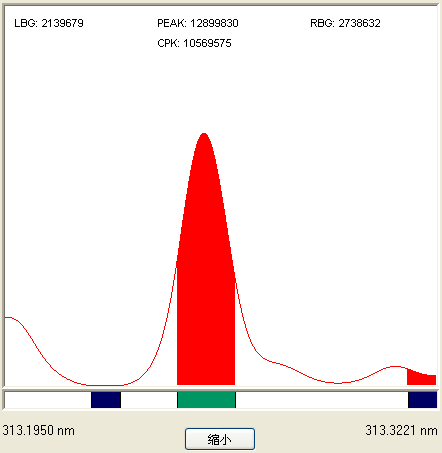 LBG: 2139679 PEAK: 12899830 RBG: 2738632
CPK: 10569575
313.1950 nm 313.3221 nm
缩小